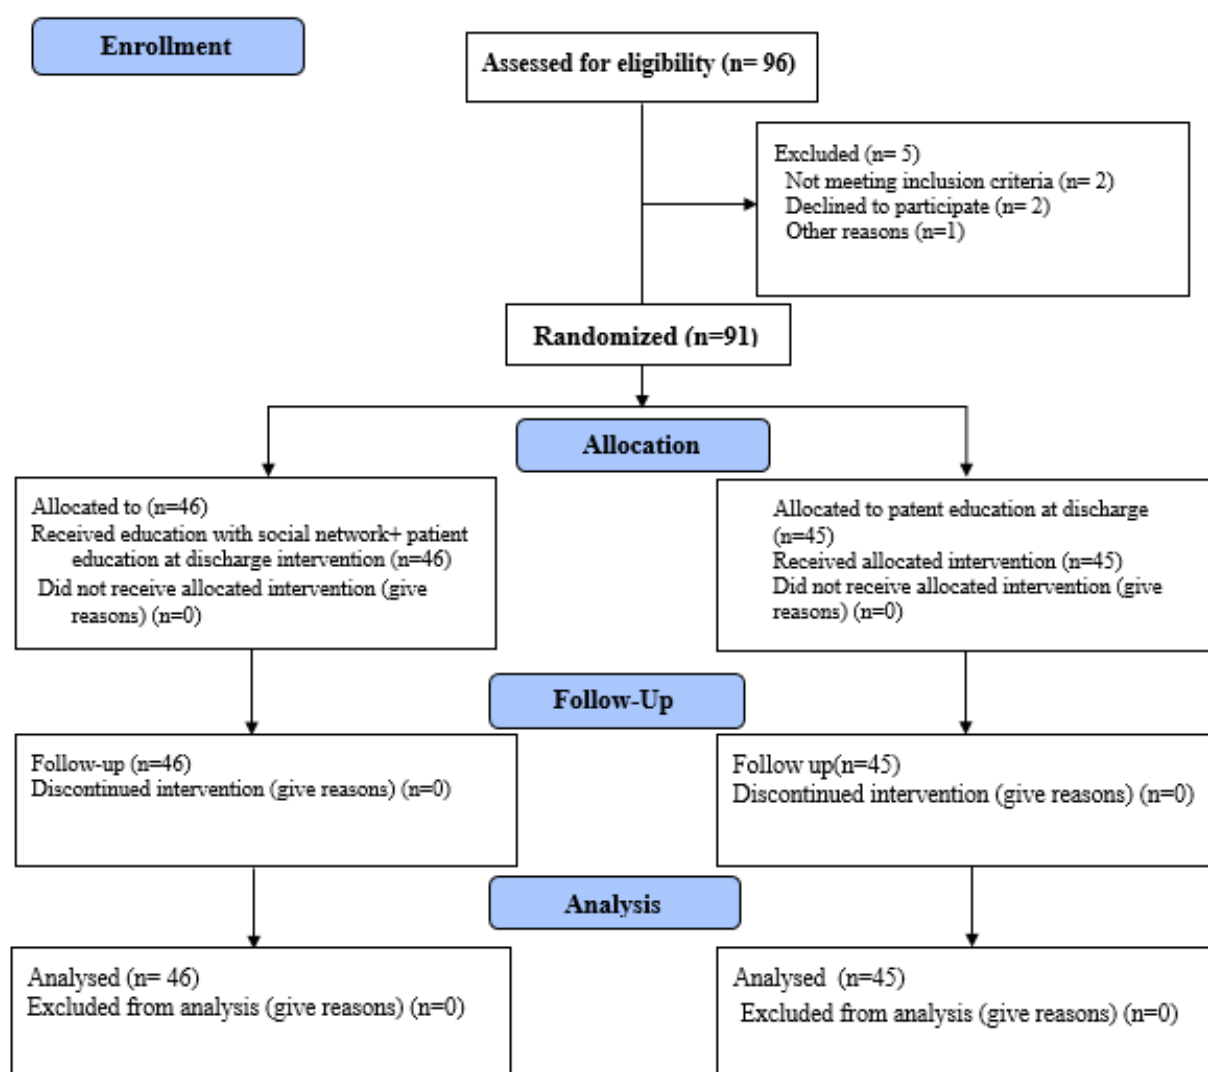 Enrollment
Assessed for eligibility (n= 96)
Excluded (n= 5)
Not meeting inclusion criteria (n= 2)
Declined to participate (n= 2)
Other reasons (n=1)
Randomized (n=91)
Allocation
Allocated to (n=46)
Received education with social network+ patient
education at discharge intervention (n=46)
Did not receive allocated intervention (give
reasons) (n=0)
Allocated to patent education at discharge
(n=45)
Received allocated intervention (n=45)
Did not receive allocated intervention (give
reasons) (n=0)
Follow-Up
Follow-up (n=46)
Discontinued intervention (give reasons) (n=0)
Follow up(n=45)
Discontinued intervention (give reasons) (n=0)
Analysis
Analysed (n= 46)
Excluded from analysis (give reasons) (n=0)
Analysed (n=45)
Excluded from analysis (give reasons) (n=0)